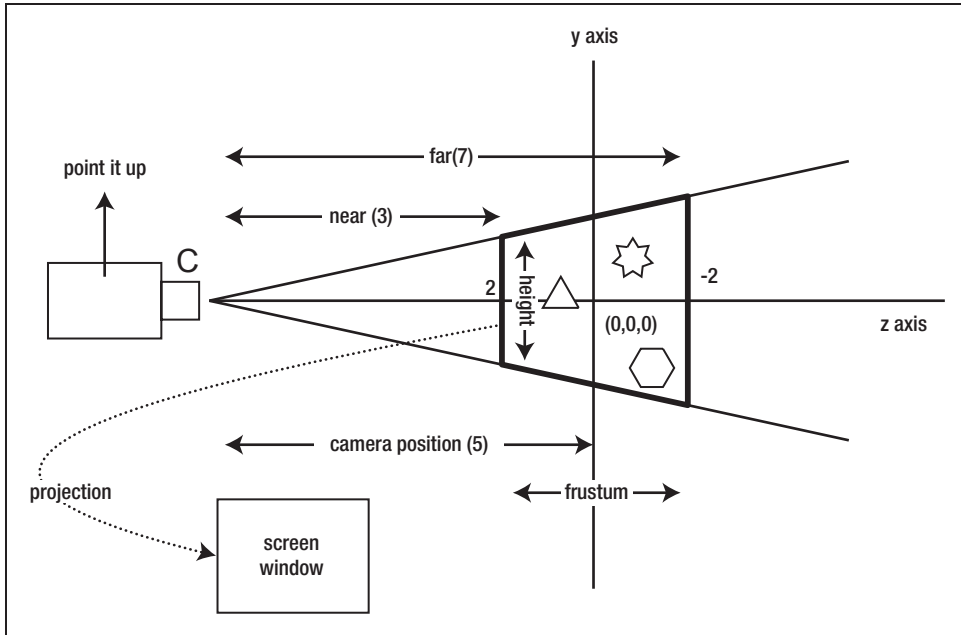 y axis
far(7)
point it up
near (3)
C
2
height
-2
(0,0,0)
z axis
camera position (5)
projection
frustum
screen
window